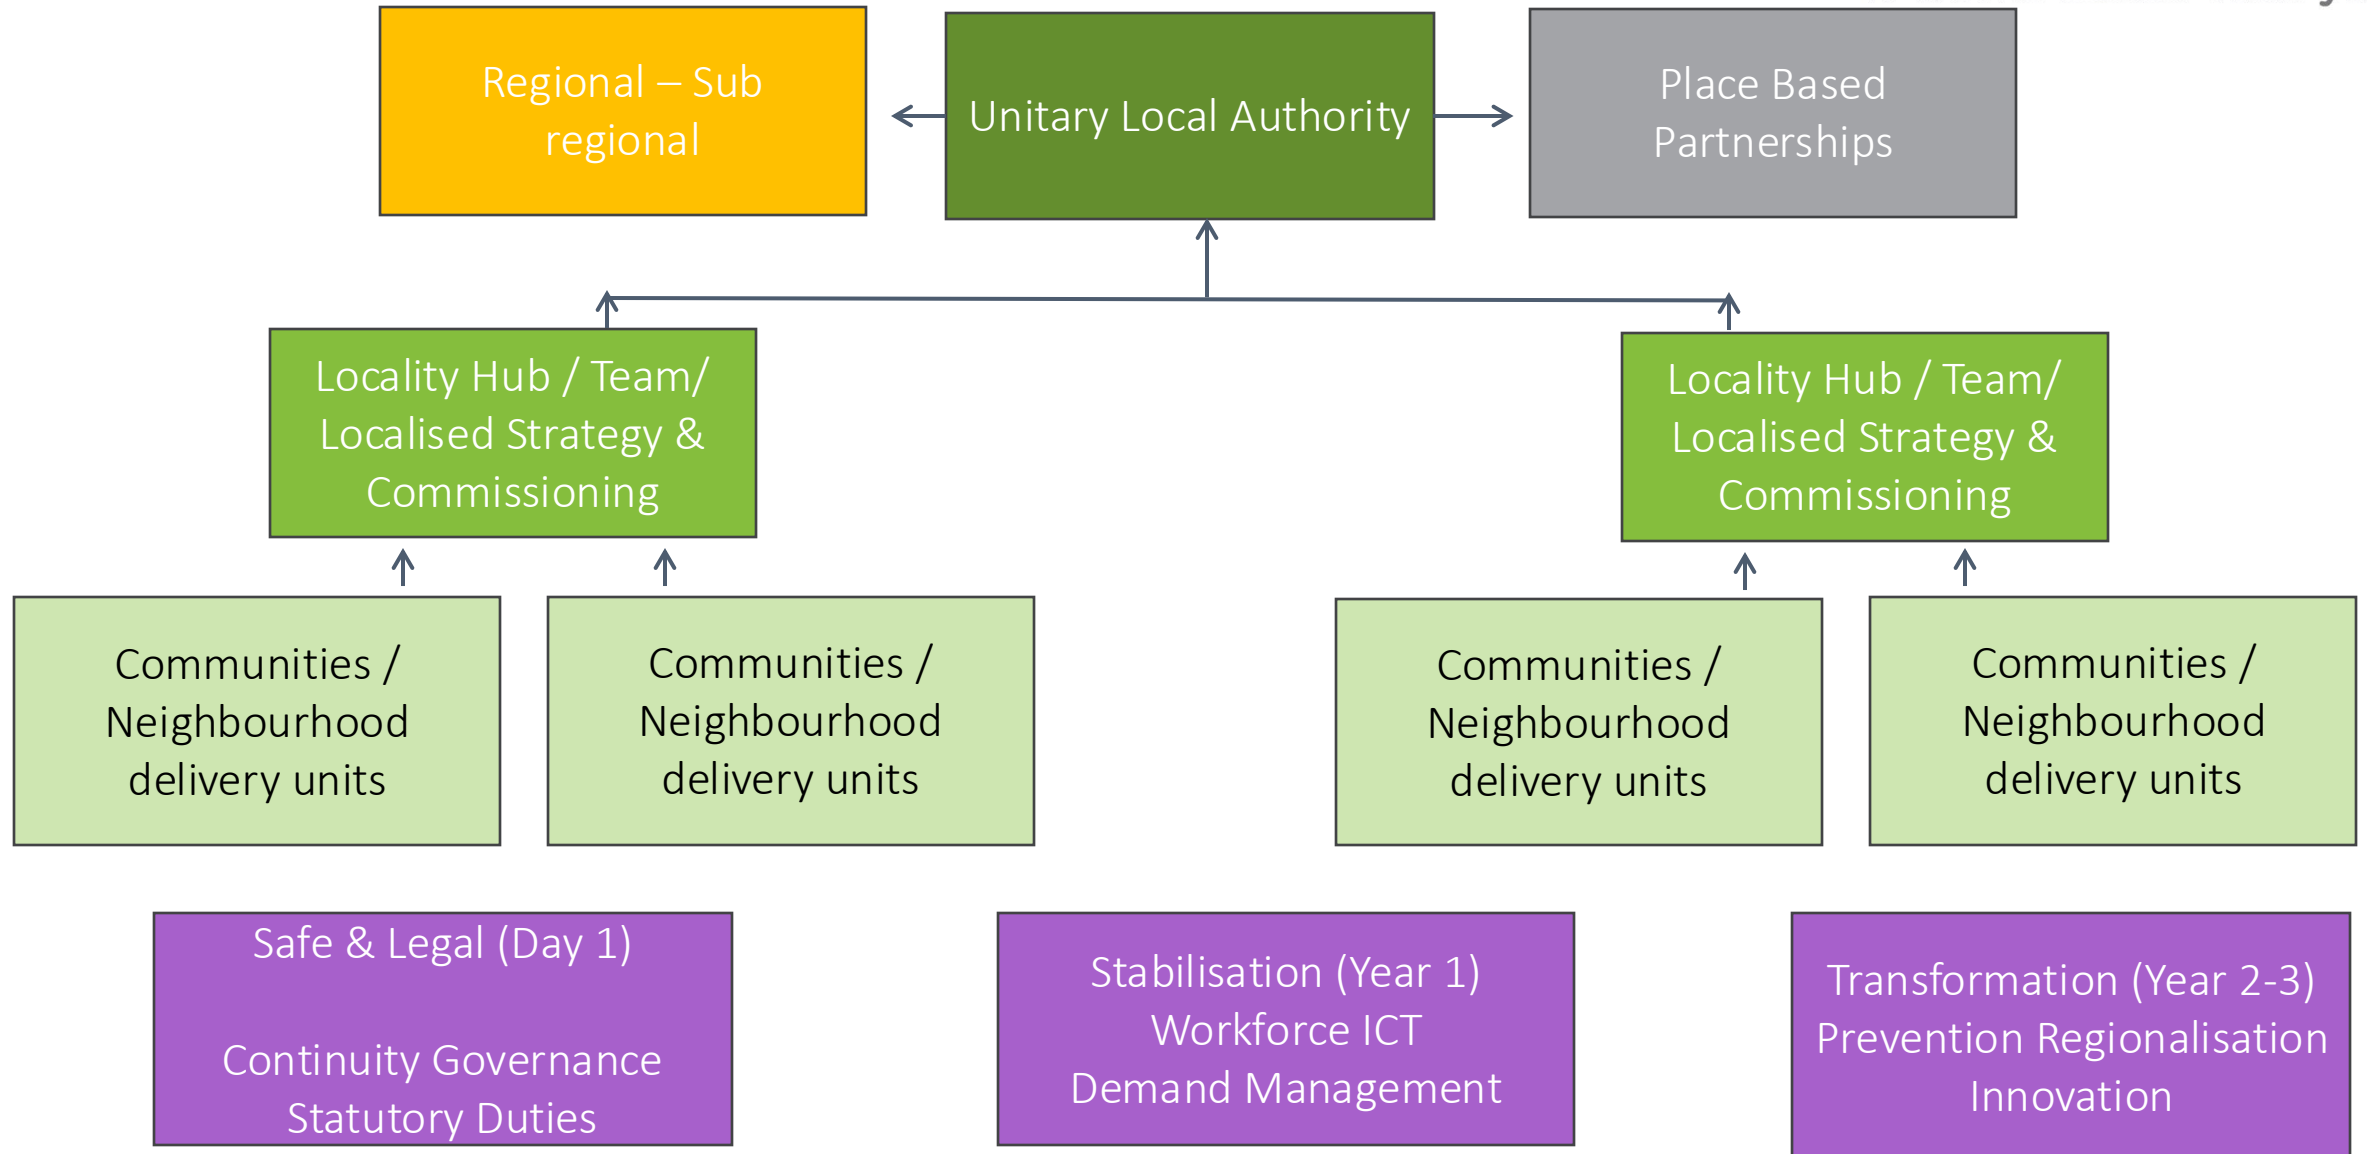 Regional – Sub
regional
Unitary Local Authority
Place Based
Partnerships
Locality Hub / Team/
Localised Strategy &
Commissioning
Locality Hub / Team/
Localised Strategy &
Commissioning
Communities /
Neighbourhood
delivery units
Communities /
Neighbourhood
delivery units
Communities /
Neighbourhood
delivery units
Communities /
Neighbourhood
delivery units
Safe & Legal (Day 1)
Continuity Governance
Statutory Duties
Stabilisation (Year 1)
Workforce ICT
Demand Management
Transformation (Year 2-3)
Prevention Regionalisation
Innovation